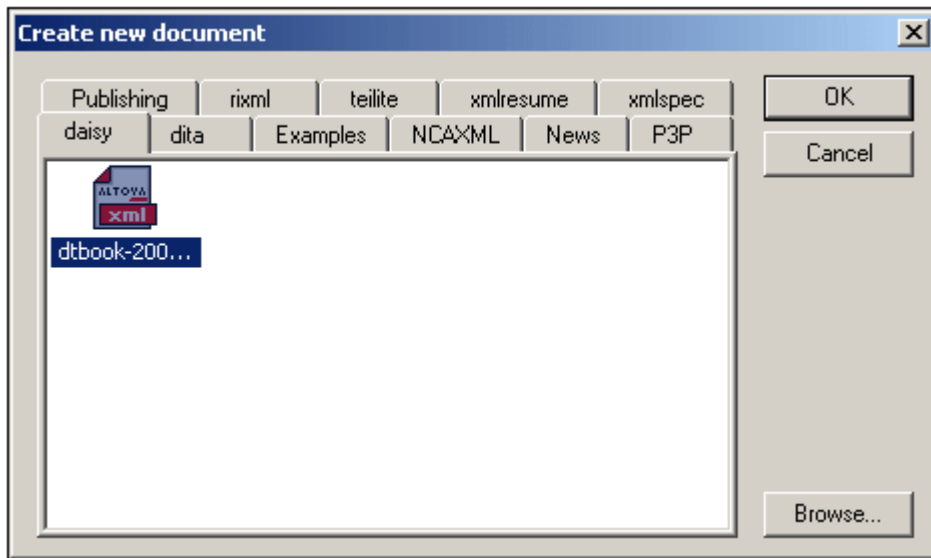 Create new document
Publishing rixml teilite xmlresume xmlspec
daisy dita Examples NCAXML News P3P
OK
Cancel
ALTOVA
xml
dtbook-200...
Browse...